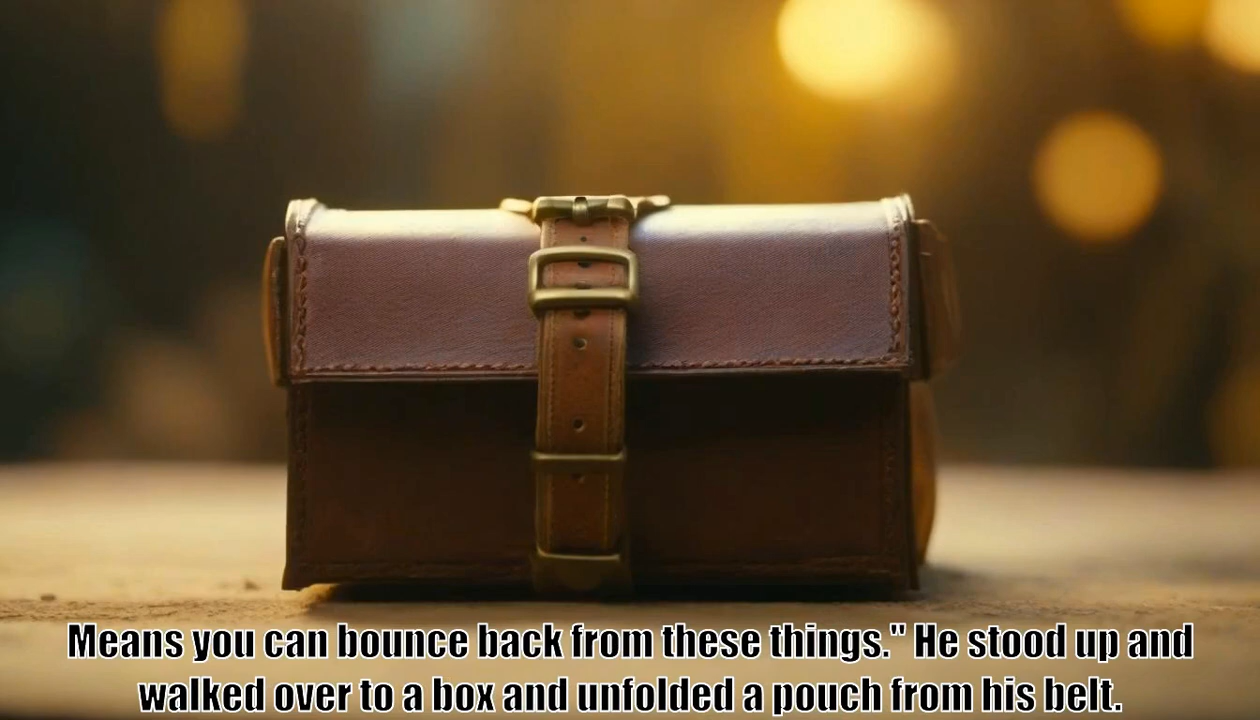 Means you can bounce back from these things." He stood up and
walked over to a box and unfolded a pouch from his belt.